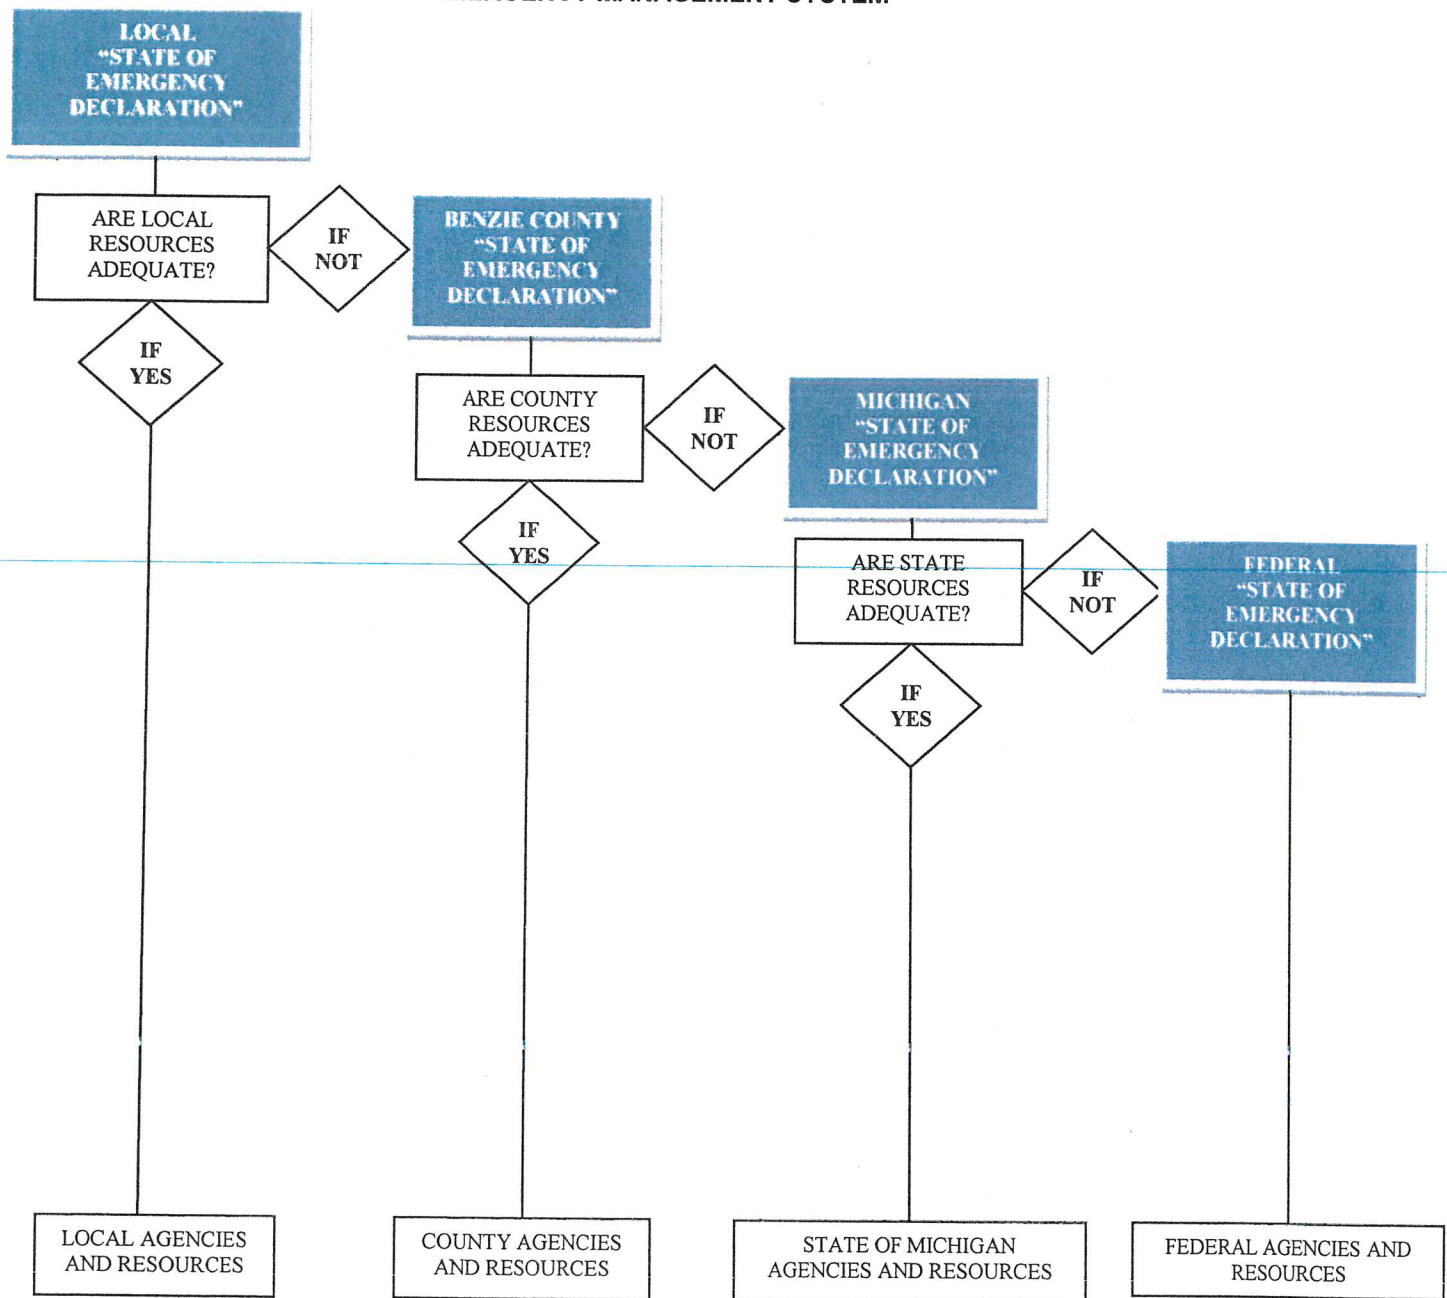 MANAGEMENT SYSTEM
LOCAL
“STATE OF
EMERGENCY
DECLARATION”
ARE LOCAL
RESOURCES
ADEQUATE?
IF
NOT
BENZIE COUNTY
“STATE OF
EMERGENCY
DECLARATION”
IF
YES
ARE COUNTY
RESOURCES
ADEQUATE?
IF
NOT
MICHIGAN
“STATE OF
EMERGENCY
DECLARATION”
IF
YES
ARE STATE
RESOURCES
ADEQUATE?
IF
NOT
FEDERAL
“STATE OF
EMERGENCY
DECLARATION”
IF
YES
LOCAL AGENCIES
AND RESOURCES
COUNTY AGENCIES
AND RESOURCES
STATE OF MICHIGAN
AGENCIES AND RESOURCES
FEDERAL AGENCIES AND
RESOURCES